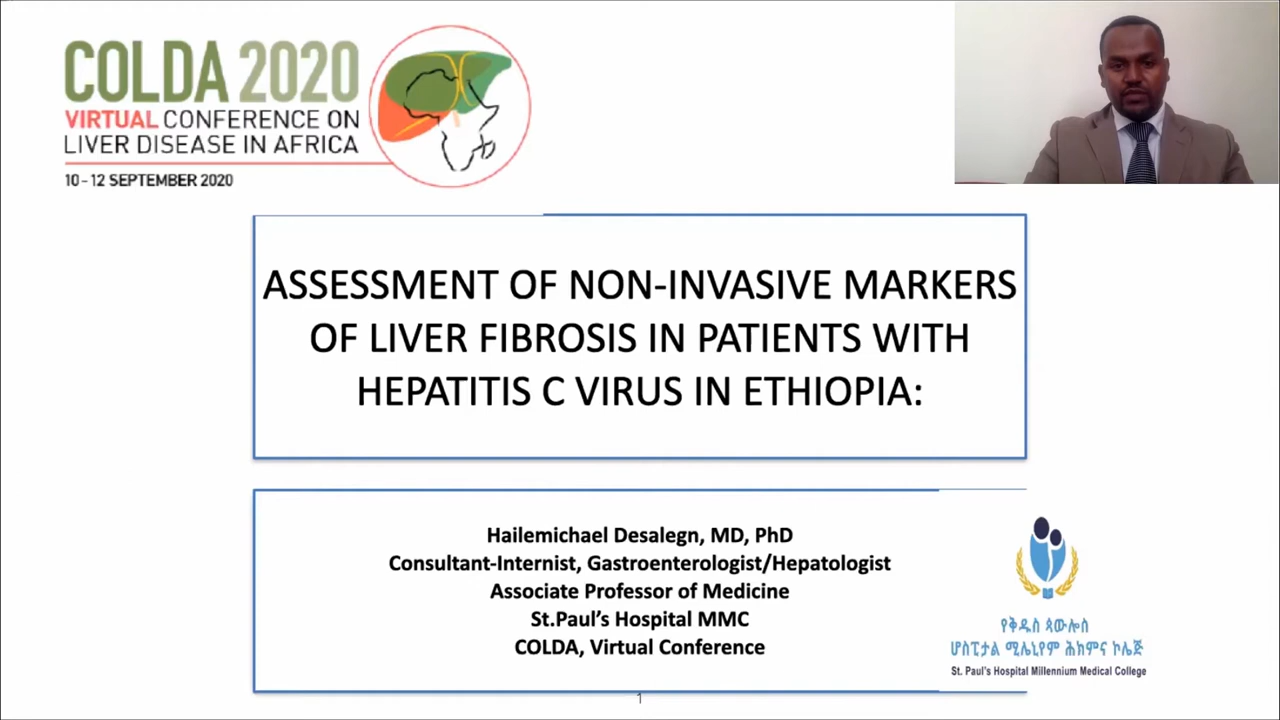 COLDA 2020
VIRTUAL CONFERENCE ON
LIVER DISEASE IN AFRICA
10-12 SEPTEMBER 2020
ASSESSMENT OF NON-INVASIVE MARKERS
OF LIVER FIBROSIS IN PATIENTS WITH
HEPATITIS C VIRUS IN ETHIOPIA:
Hailemichael Desalegn, MD, PhD
Consultant-Internist, Gastroenterologist/Hepatologist
Associate Professor of Medicine
St.Paul's Hospital MMC
COLDA, Virtual Conference
የቅዱስ ጳውሎስ
ሆስፒታል ሚሊኒየም ሕክምና ኮሌጅ
St. Paul's Hospital Millennium Medical College
1